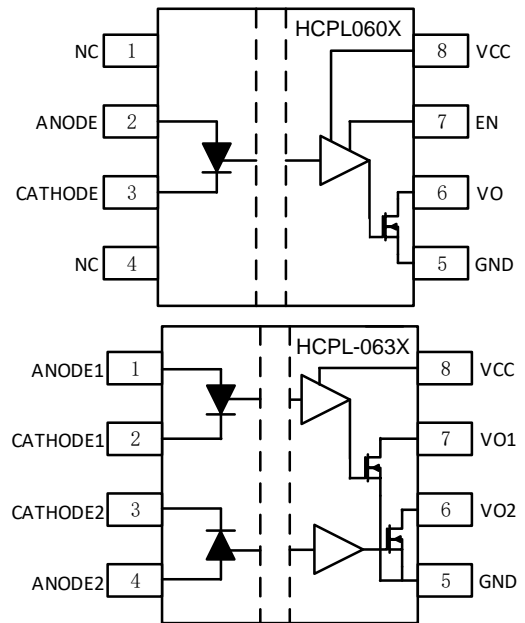 HCPL060X
NC 1 8 VCC
ANODE 2 7 EN
CATHODE 3 6 VO
NC 4 5 GND
HCPL-063X
ANODE1 1 8 VCC
CATHODE1 2 7 VO1
CATHODE2 3 6 VO2
ANODE2 4 5 GND